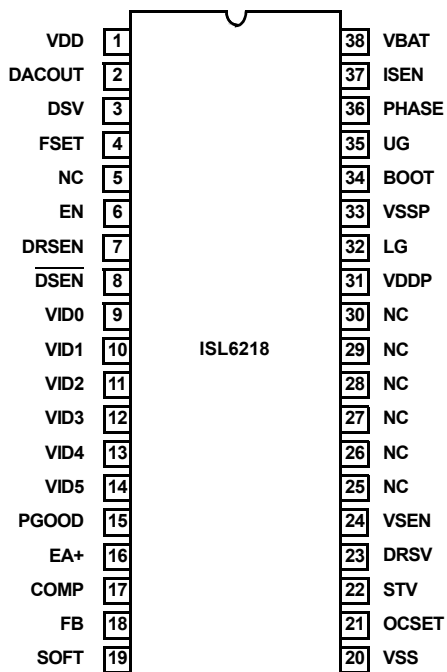 VDD 1 38 VBAT
DACOUT 2 37 ISEN
DSV 3 36 PHASE
FSET 4 35 UG
NC 5 34 BOOT
EN 6 33 VSSP
DRSEN 7 32 LG
DSEN 8 31 VDDP
VID0 9 30 NC
VID1 10 ISL6218 29 NC
VID2 11 28 NC
VID3 12 27 NC
VID4 13 26 NC
VID5 14 25 NC
PGOOD 15 24 VSEN
EA+ 16 23 DRSV
COMP 17 22 STV
FB 18 21 OCSET
SOFT 19 20 VSS